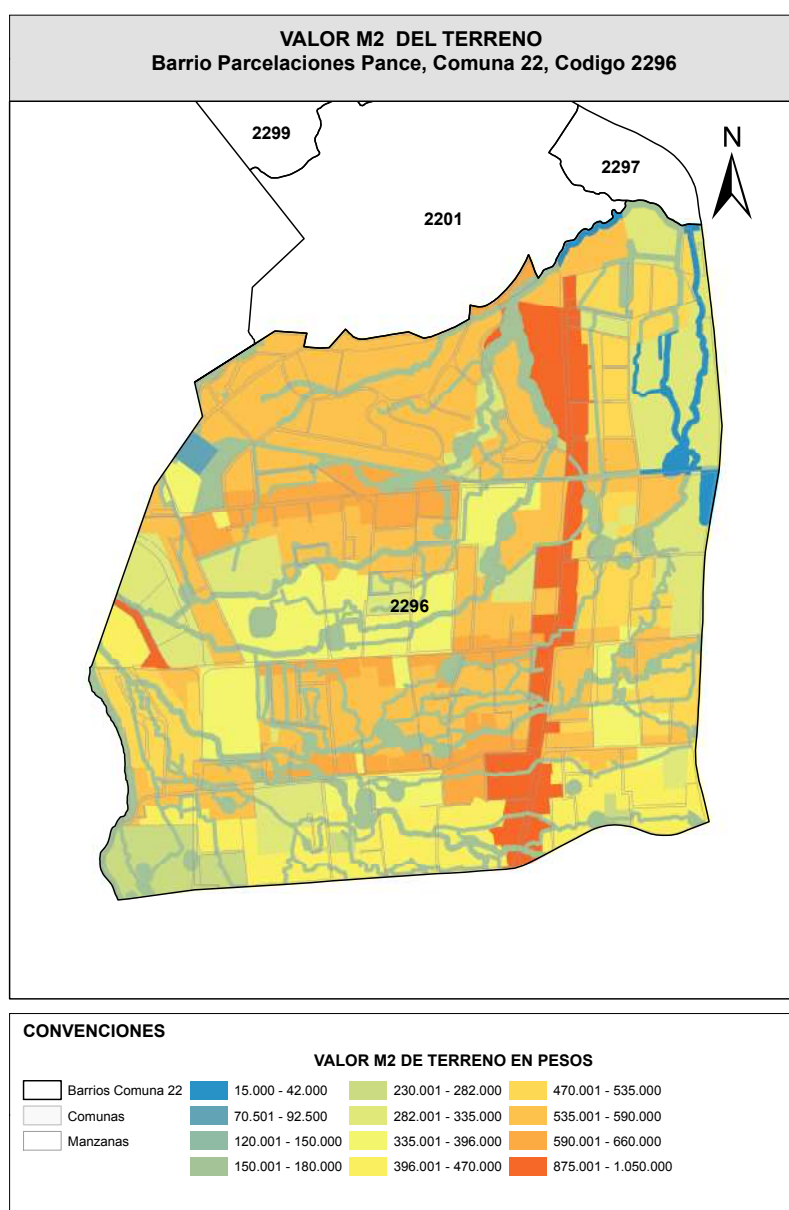 VALOR M2 DEL TERRENO
Barrio Parcelaciones Pance, Comuna 22, Codigo 2296
2299
2297
N
2201
2296
CONVENCIONES
VALOR M2 DE TERRENO EN PESOS
Barrios Comuna 22
Comunas
Manzanas
15.000 - 42.000
70.501 - 92.500
120.001 - 150.000
150.001 - 180.000
230.001 - 282.000
282.001 - 335.000
335.001 - 396.000
396.001 - 470.000
470.001 - 535.000
535.001 - 590.000
590.001 - 660.000
875.001 - 1.050.000